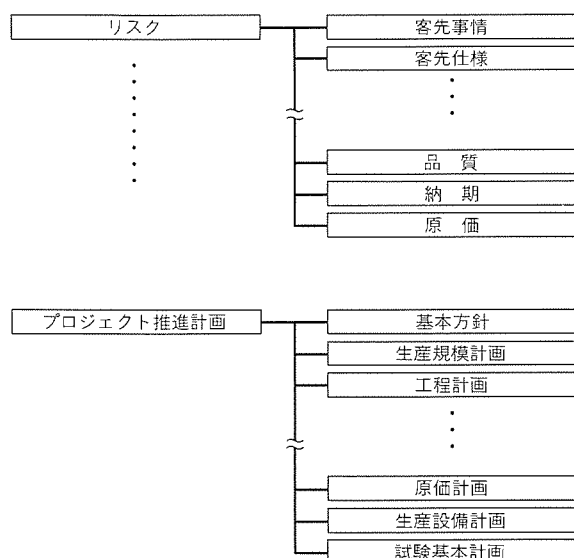 リスク
客先事情
客先仕様
品 質
納 期
原 価
プロジェクト推進計画
基本方針
生産規模計画
工程計画
原価計画
生産設備計画
試験基本計画